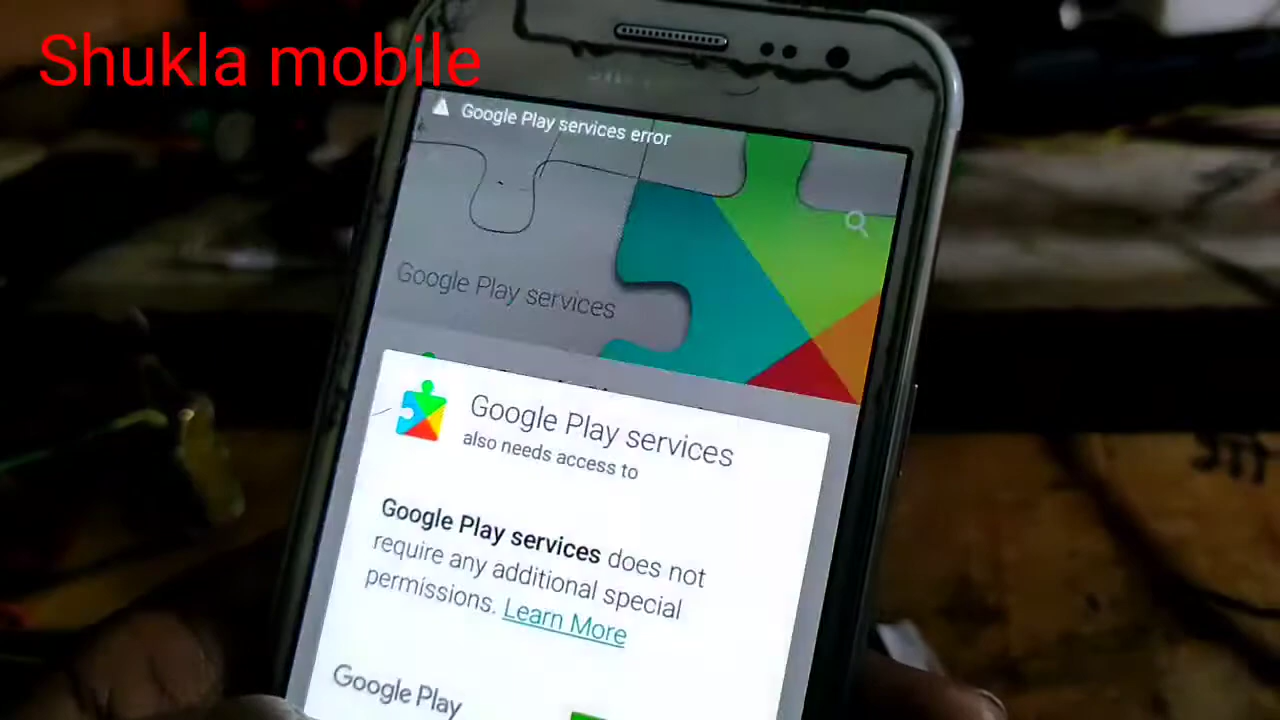 Shukla mobile
Google Play services error
Google Play services
Google Play services
also needs access to
Google Play services does not
require any additional special
permissions. Learn More
Google Play